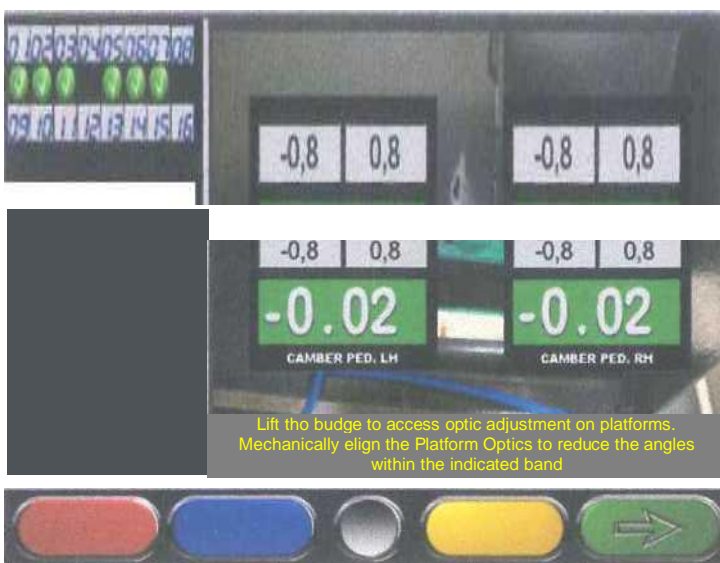 01 02 03 04 05 06 07 08
09 10 11 12 13 14 15 16
-0,8 0,8 -0,8 0,8
-0,8 0,8 -0,8 0,8
-0.02 -0.02
CAMBER PED. LH CAMBER PED. RH
Lift tho budge to access optic adjustment on platforms.
Mechanically elign the Platform Optics to reduce the angles
within the indicated band